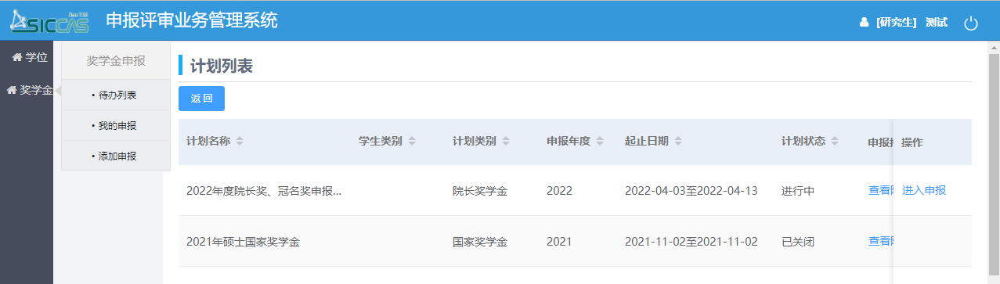 SICCAS 申报评审业务管理系统 [研究生] 测试
学位
奖学金
奖学金申报
• 待办列表
• 我的申报
• 添加申报
计划列表
返回
计划名称 学生类别 计划类别 申报年度 起止日期 计划状态 申报 操作
2022年度院长奖、冠名奖申报... 院长奖学金 2022 2022-04-03至2022-04-13 进行中 查看 进入申报
2021年硕士国家奖学金 国家奖学金 2021 2021-11-02至2021-11-02 已关闭 查看